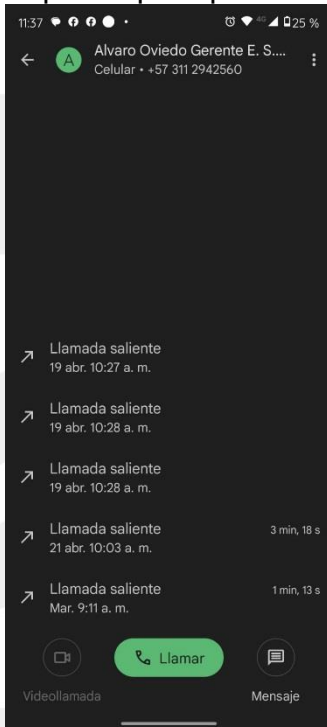 11:37
4G
25 %
A
Alvaro Oviedo Gerente E. S....
Celular • +57 311 2942560
Llamada saliente
19 abr. 10:27 a. m.
Llamada saliente
19 abr. 10:28 a. m.
Llamada saliente
19 abr. 10:28 a. m.
Llamada saliente
3 min, 18 s
21 abr. 10:03 a. m.
Llamada saliente
1 min, 13 s
Mar. 9:11 a. m.
Llamar
Videollamada
Mensaje